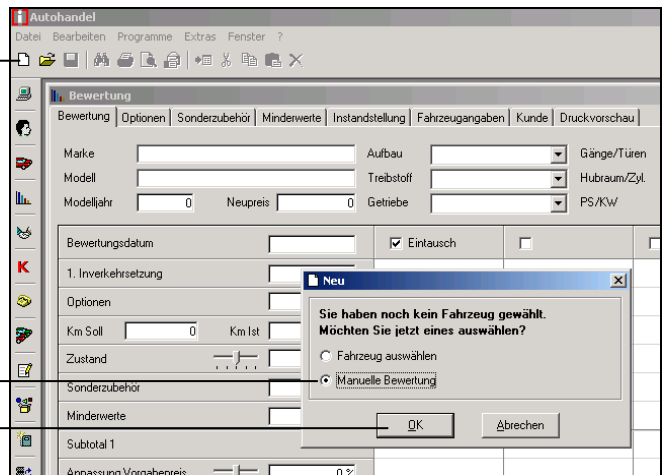 Autohandel
Datei Bearbeiten Programme Extras Fenster ?
Bewertung
Bewertung Optionen Sonderzubehör Minderwerte Instandstellung Fahrzeugangaben Kunde Druckvorschau
Marke Aufbau Gänge/Türen
Modell Treibstoff Hubraum/Zyl.
Modelljahr 0 Neupreis 0 Getriebe PS/KW
Bewertungsdatum Eintausch
1. Inverkehrsetzung
Optionen
Km Soll 0 Km Ist
Zustand
Sonderzubehör
Minderwerte
Subtotal 1
Anpassung Vorgabepreis 0 %
K
Neu
Sie haben noch kein Fahrzeug gewählt.
Möchten Sie jetzt eines auswählen?
Fahrzeug auswählen
Manuelle Bewertung
OK Abrechen